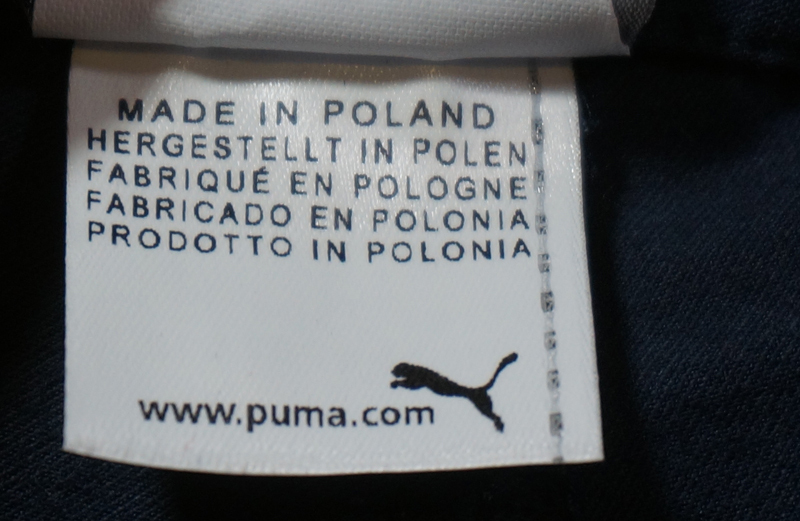 MADE IN POLAND
HERGESTELLT IN POLEN
FABRIQUÉ EN POLOGNE
FABRICADO EN POLONIA
PRODOTTO IN POLONIA
www.puma.com